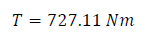 T = 727.11 Nm